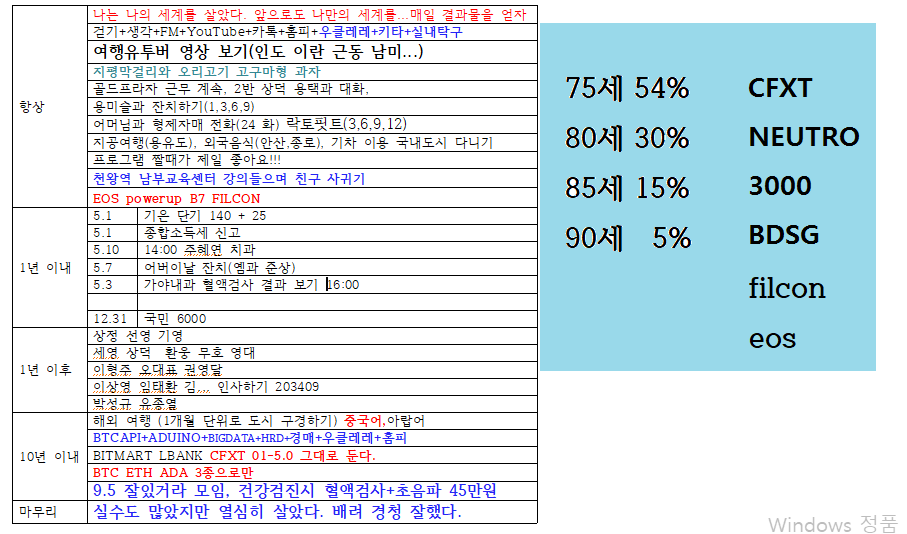 나는 나의 세계를 살았다. 앞으로도 나만의 세계를...매일 결과물을 얻자
걷기+생각+FM+YouTube+카톡+홈피+우클레레+키타+실내탁구
여행유투버 영상 보기(인도 이란 근동 남미...)
지평막걸리와 오리고기 고구마형 과자
항상
골드프라자 근무 계속, 2반 상덕 용택과 대화,
용미슬과 잔치하기(1,3,6,9)
어머님과 형제자매 전화(24 화) 락토핏트(3,6,9,12)
지공여행(용유도), 외국음식(안산,종로), 기차 이용 국내도시 다니기
프로그램 짤때가 제일 좋아요!!!
천왕역 남부교육센터 강의들으며 친구 사귀기
EOS powerup B7 FILCON
1년 이내
5.1 기은 단기 140 + 25
5.1 종합소득세 신고
5.10 14:00 주혜연 치과
5.7 어버이날 잔치(엠과 준상)
5.3 가야내과 혈액검사 결과 보기 16:00
12.31 국민 6000
1년 이후
상정 선영 기영
세영 상덕 환웅 무호 영대
이형주 오대표 권영달
이상영 임태환 김,,,, 인사하기 203409
박성규 유종열
10년 이내
해외 여행 (1개월 단위로 도시 구경하기) 중국어,아랍어
BTCAPI+ADUINO+BIGDATA+HRD+경매+우클레레+홈피
BITMART LBANK CFXT 01-5.0 그대로 둔다.
BTC ETH ADA 3종으로만
9.5 잘있거라 모임, 건강검진시 혈액검사+초음파 45만원
마무리
실수도 많았지만 열심히 살았다. 배려 경청 잘했다.
75세 54% CFXT
80세 30% NEUTRO
85세 15% 3000
90세 5% BDSG
filcon
eos
Windows 정품